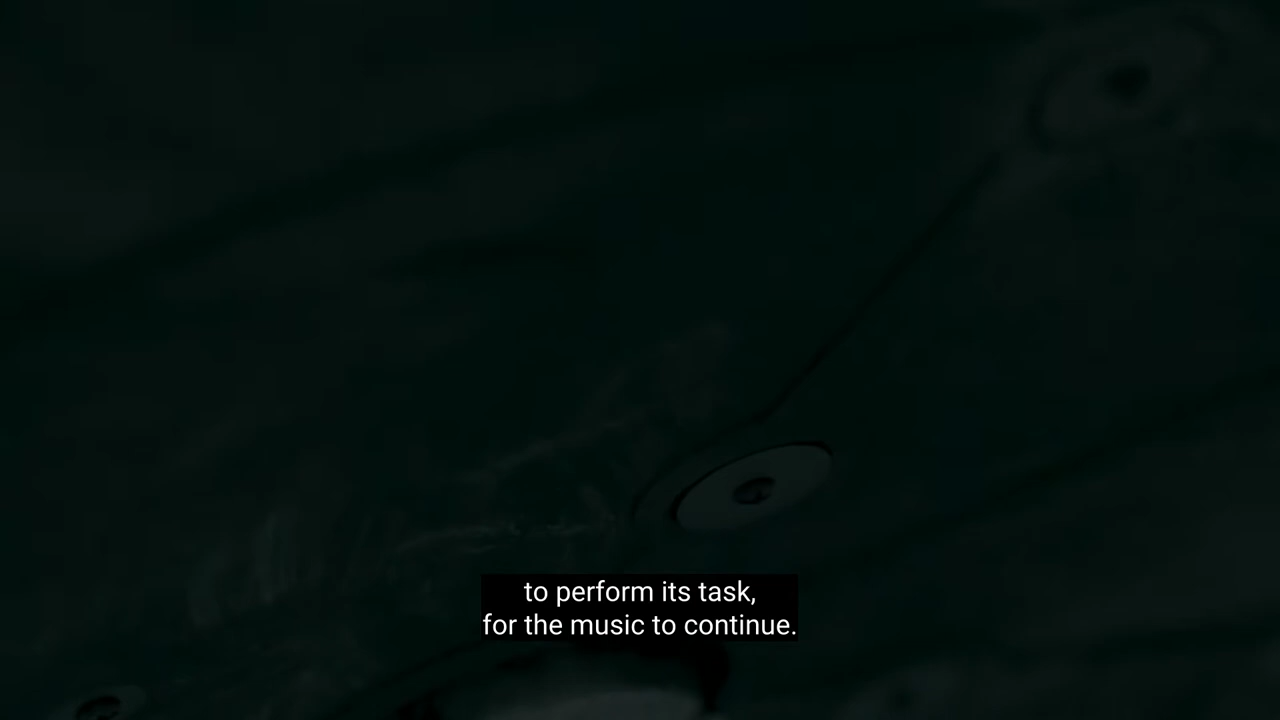 to perform its task,
for the music to continue.